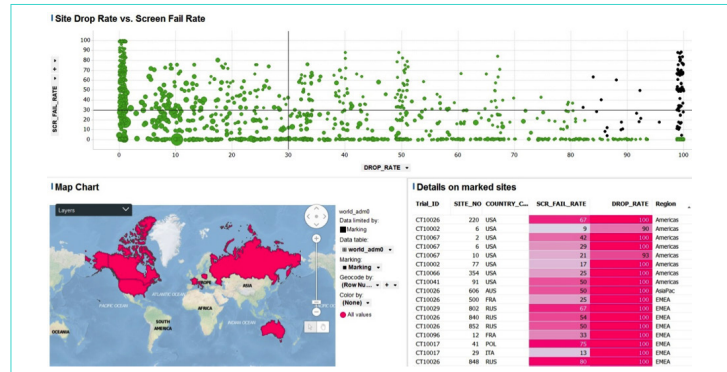 Site Drop Rate vs. Screen Fail Rate
100
90
80
70
60
50
40
30
20
10
0
SCR_FAIL_RATE
0 10 20 30 40 50 60 70 80 90 100
DROP_RATE
Map Chart
Layers
EUROPE
ASIA
AFRICA
SOUTH AMERICA
ATLANTIC OCEAN
INDIAN OCEAN
OCEANIA
world_adm0
Data limited by:
Marking
Data table:
world_adm0
Marking:
Marking
Geocode by:
(Row Nu...
Color by:
(None)
All values
Details on marked sites
Trial_ID SITE_NO COUNTRY_C... SCR_FAIL_RATE DROP_RATE Region
CT10026 220 USA 67 100 Americas
CT10002 6 USA 9 90 Americas
CT10067 2 USA 42 100 Americas
CT10067 6 USA 29 100 Americas
CT10067 10 USA 21 93 Americas
CT10002 77 USA 17 100 Americas
CT10066 354 USA 25 100 Americas
CT10041 91 USA 50 100 Americas
CT10026 606 AUS 50 100 AsiaPac
CT10026 500 FRA 25 100 EMEA
CT10029 802 RUS 67 100 EMEA
CT10026 840 RUS 54 100 EMEA
CT10026 852 RUS 50 100 EMEA
CT10096 12 FRA 33 100 EMEA
CT10017 41 POL 75 100 EMEA
CT10017 29 ITA 13 100 EMEA
CT10026 848 RUS 80 100 EMEA